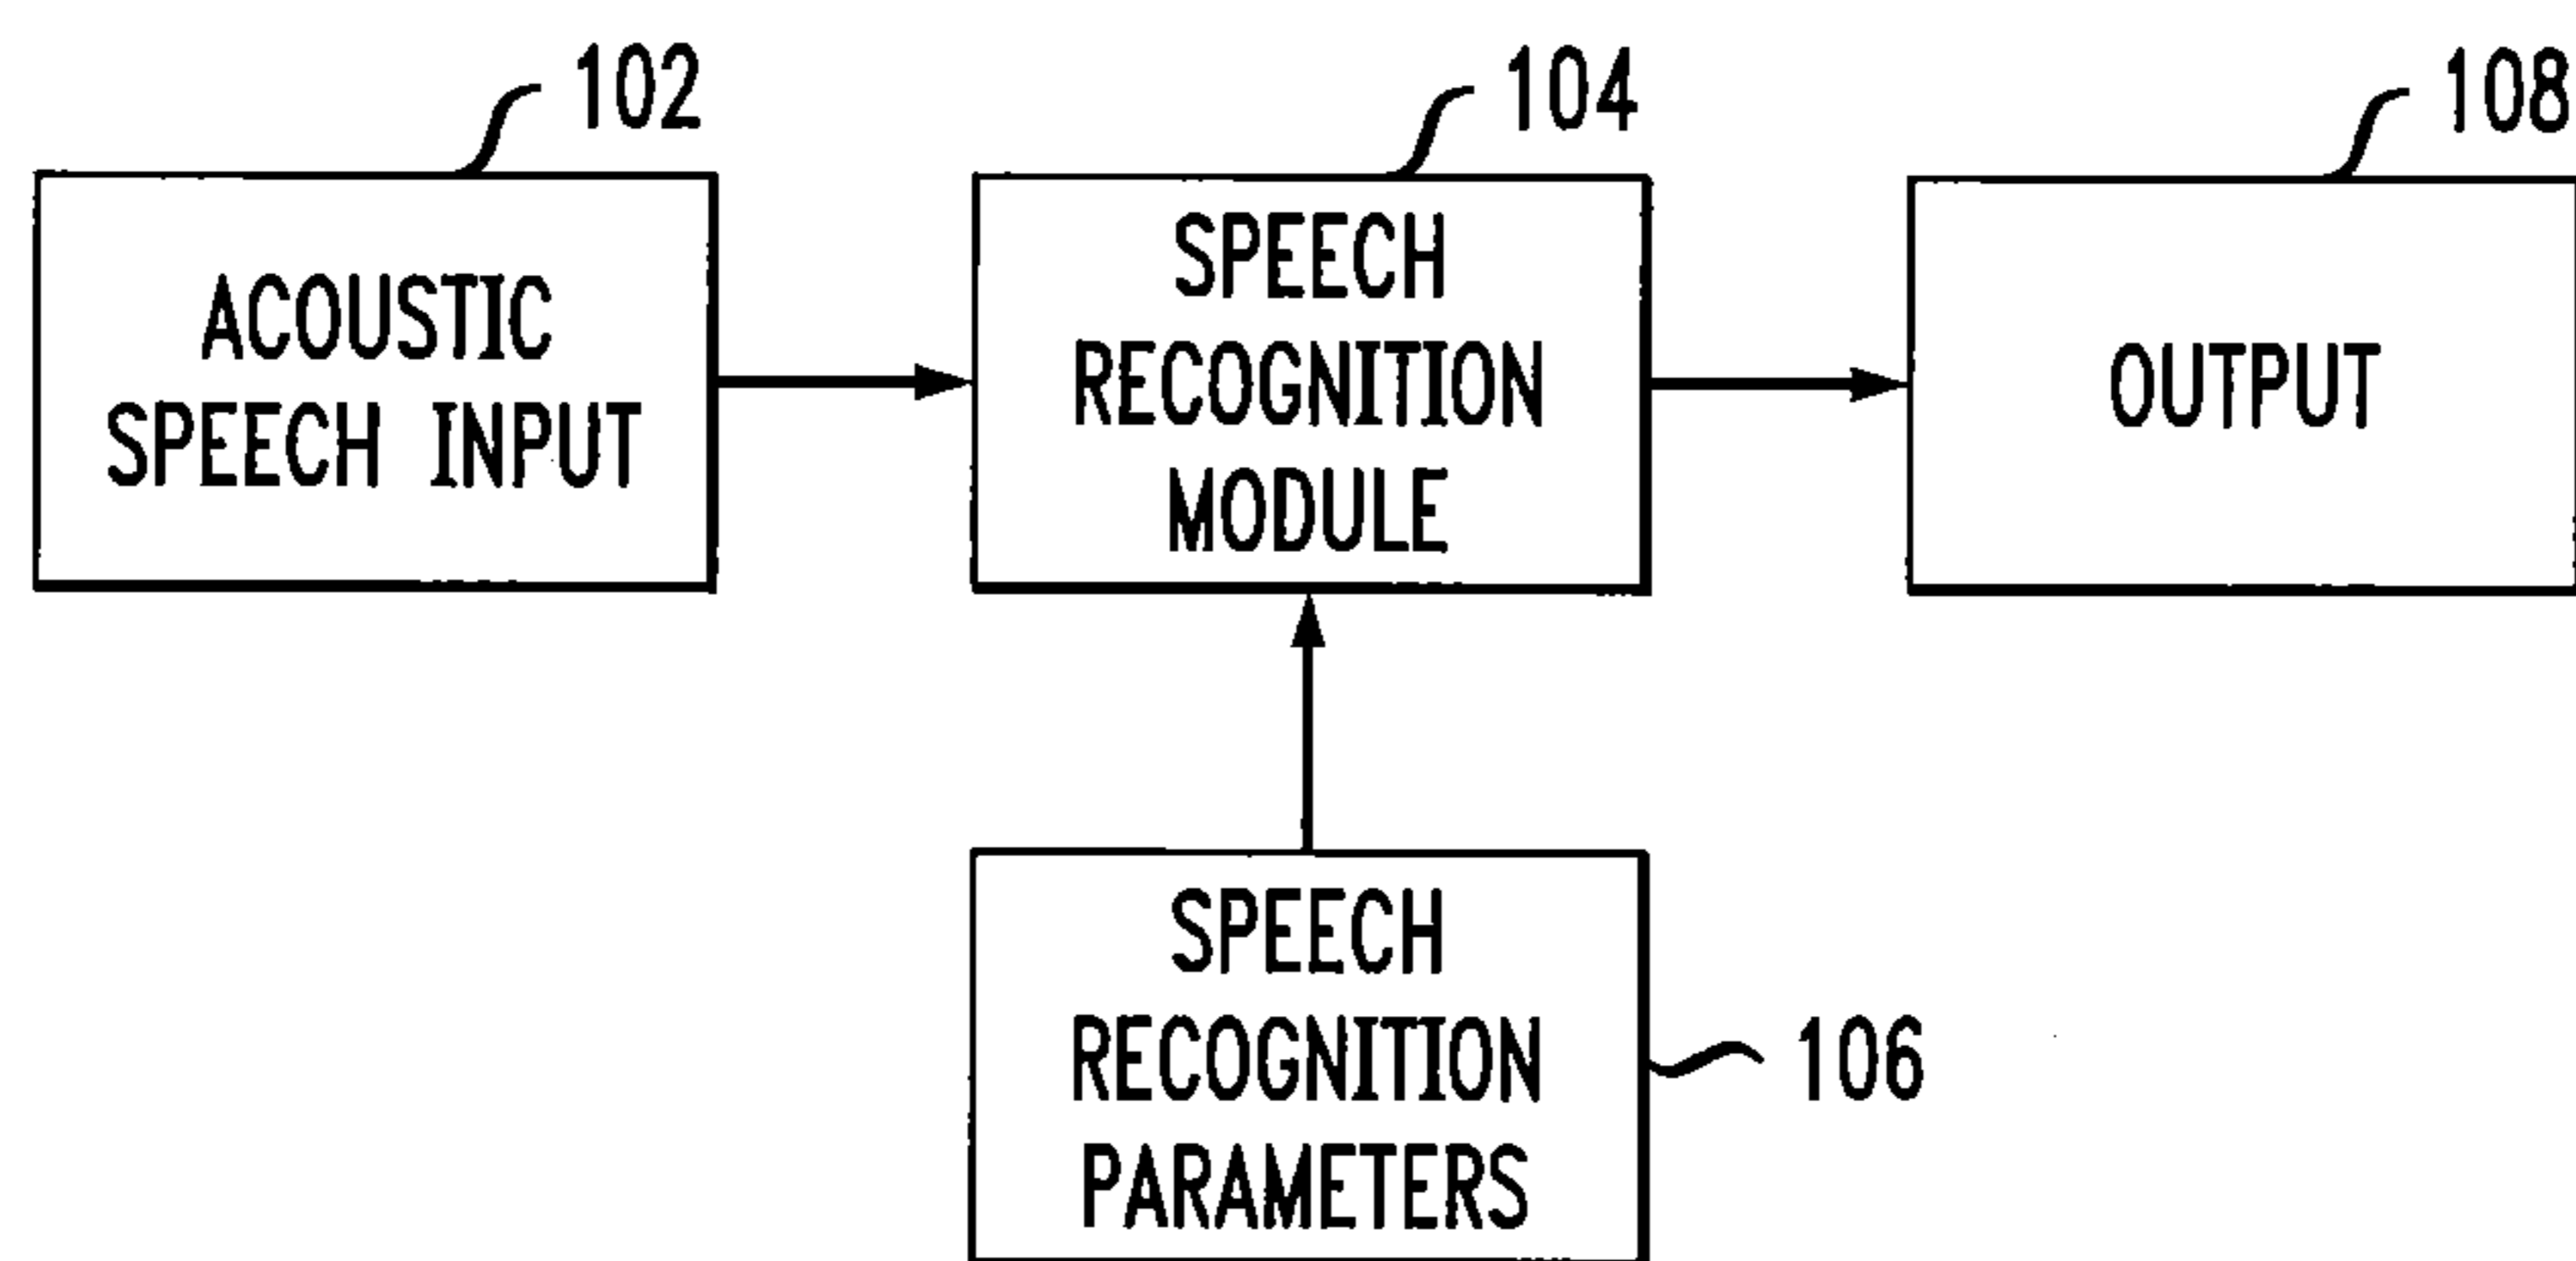 102
ACOUSTIC
SPEECH INPUT
104
SPEECH
RECOGNITION
MODULE
108
OUTPUT
SPEECH
RECOGNITION
PARAMETERS
106